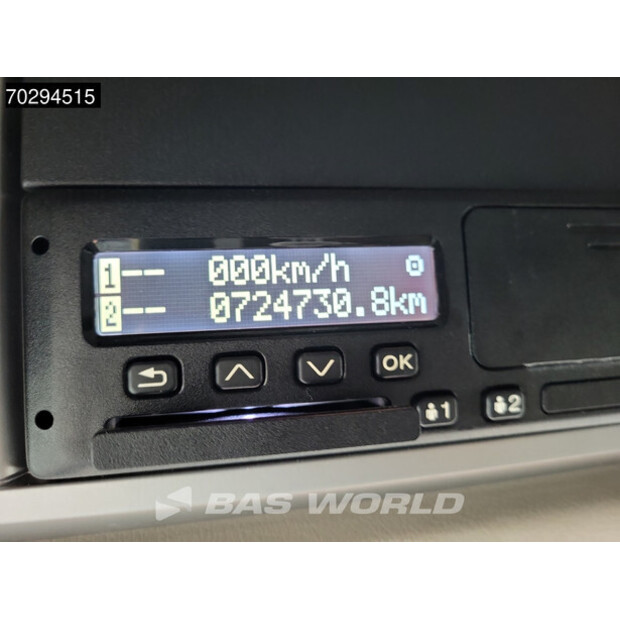 70294515
1-- 000km/h
2-- 0724730.8km
OK
1
2
BAS WORLD